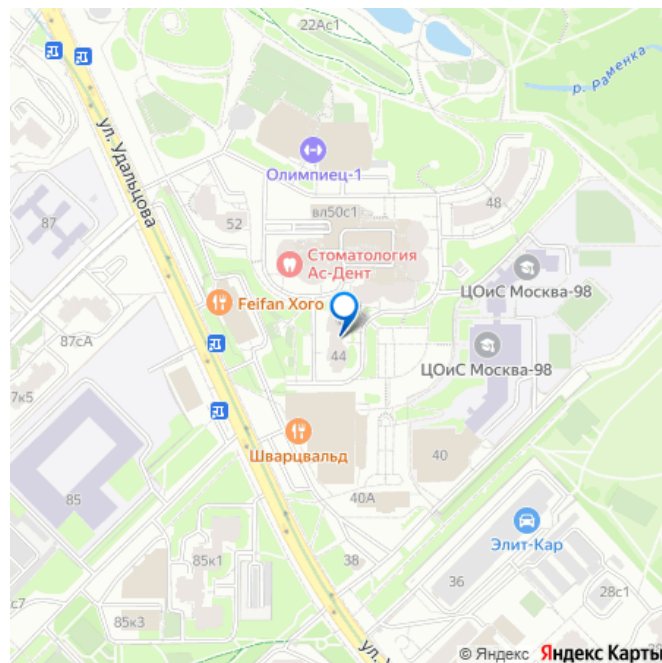 22Ас1
р. Раменка
ул. Удальцова
Олимпиец-1
87
52
вл50с1
48
Стоматология
Ас-Дент
ЦОиС Москва-98
Feifan Хого
87сА
44
ЦОиС Москва-98
7к5
Шварцвальд
40
85
40А
Элит-Кар
38
85к1
36
28с1
с7
85к3
28
ул. У
© Яндекс Яндекс Карты